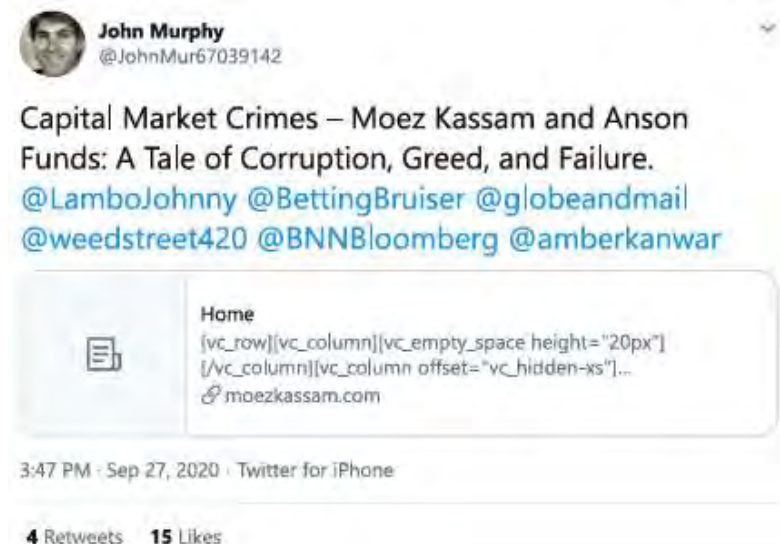 John Murphy
@JohnMur67039142
Capital Market Crimes – Moez Kassam and Anson
Funds: A Tale of Corruption, Greed, and Failure.
@LamboJohnny @BettingBruiser @globeandmail
@weedstreet420 @BNNBloomberg @amberkanwar
Home
[vc_row][vc_column][vc_empty_space height="20px"]
[/vc_column][vc_column offset="vc_hidden-xs"]...
moezkassam.com
3:47 PM · Sep 27, 2020 · Twitter for iPhone
4 Retweets 15 Likes